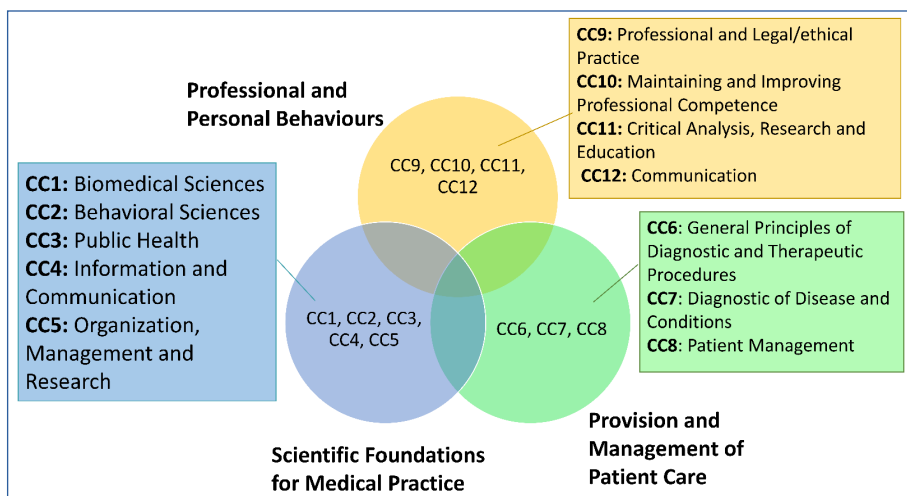 Professional and
Personal Behaviours
CC9: Professional and Legal/ethical
Practice
CC10: Maintaining and Improving
Professional Competence
CC11: Critical Analysis, Research and
Education
CC12: Communication
CC9, CC10, CC11,
CC12
CC1: Biomedical Sciences
CC2: Behavioral Sciences
CC3: Public Health
CC4: Information and
Communication
CC5: Organization,
Management and
Research
CC6: General Principles of
Diagnostic and Therapeutic
Procedures
CC7: Diagnostic of Disease and
Conditions
CC8: Patient Management
CC1, CC2, CC3,
CC4, CC5
CC6, CC7, CC8
Scientific Foundations
for Medical Practice
Provision and
Management of
Patient Care